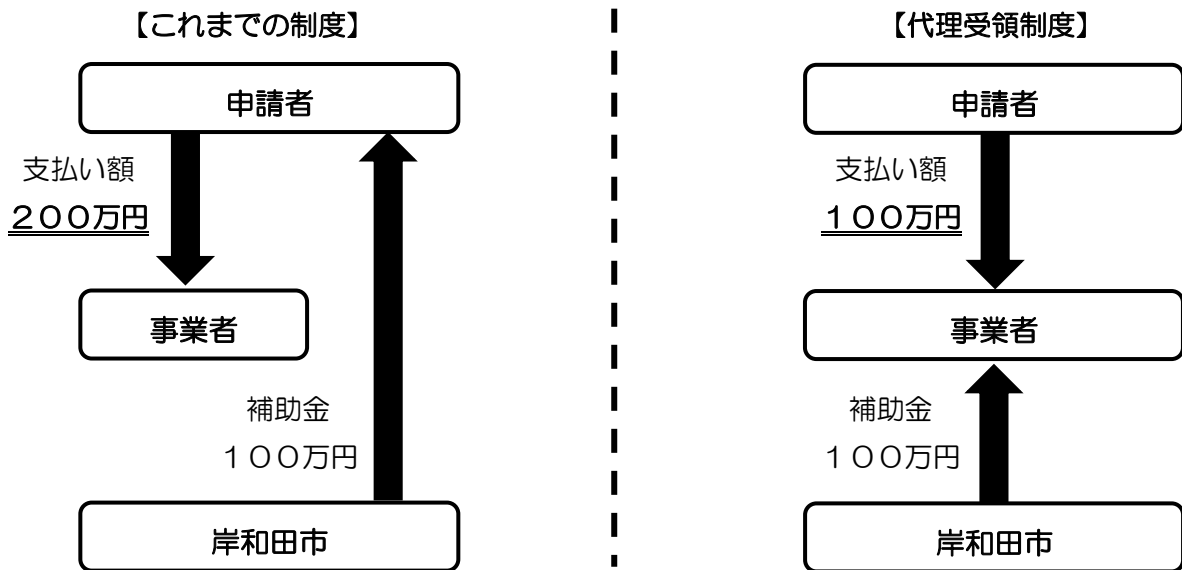 【これまでの制度】
申請者
支払い額
２００万円
事業者
補助金
１００万円
岸和田市
【代理受領制度】
申請者
支払い額
１００万円
事業者
補助金
１００万円
岸和田市